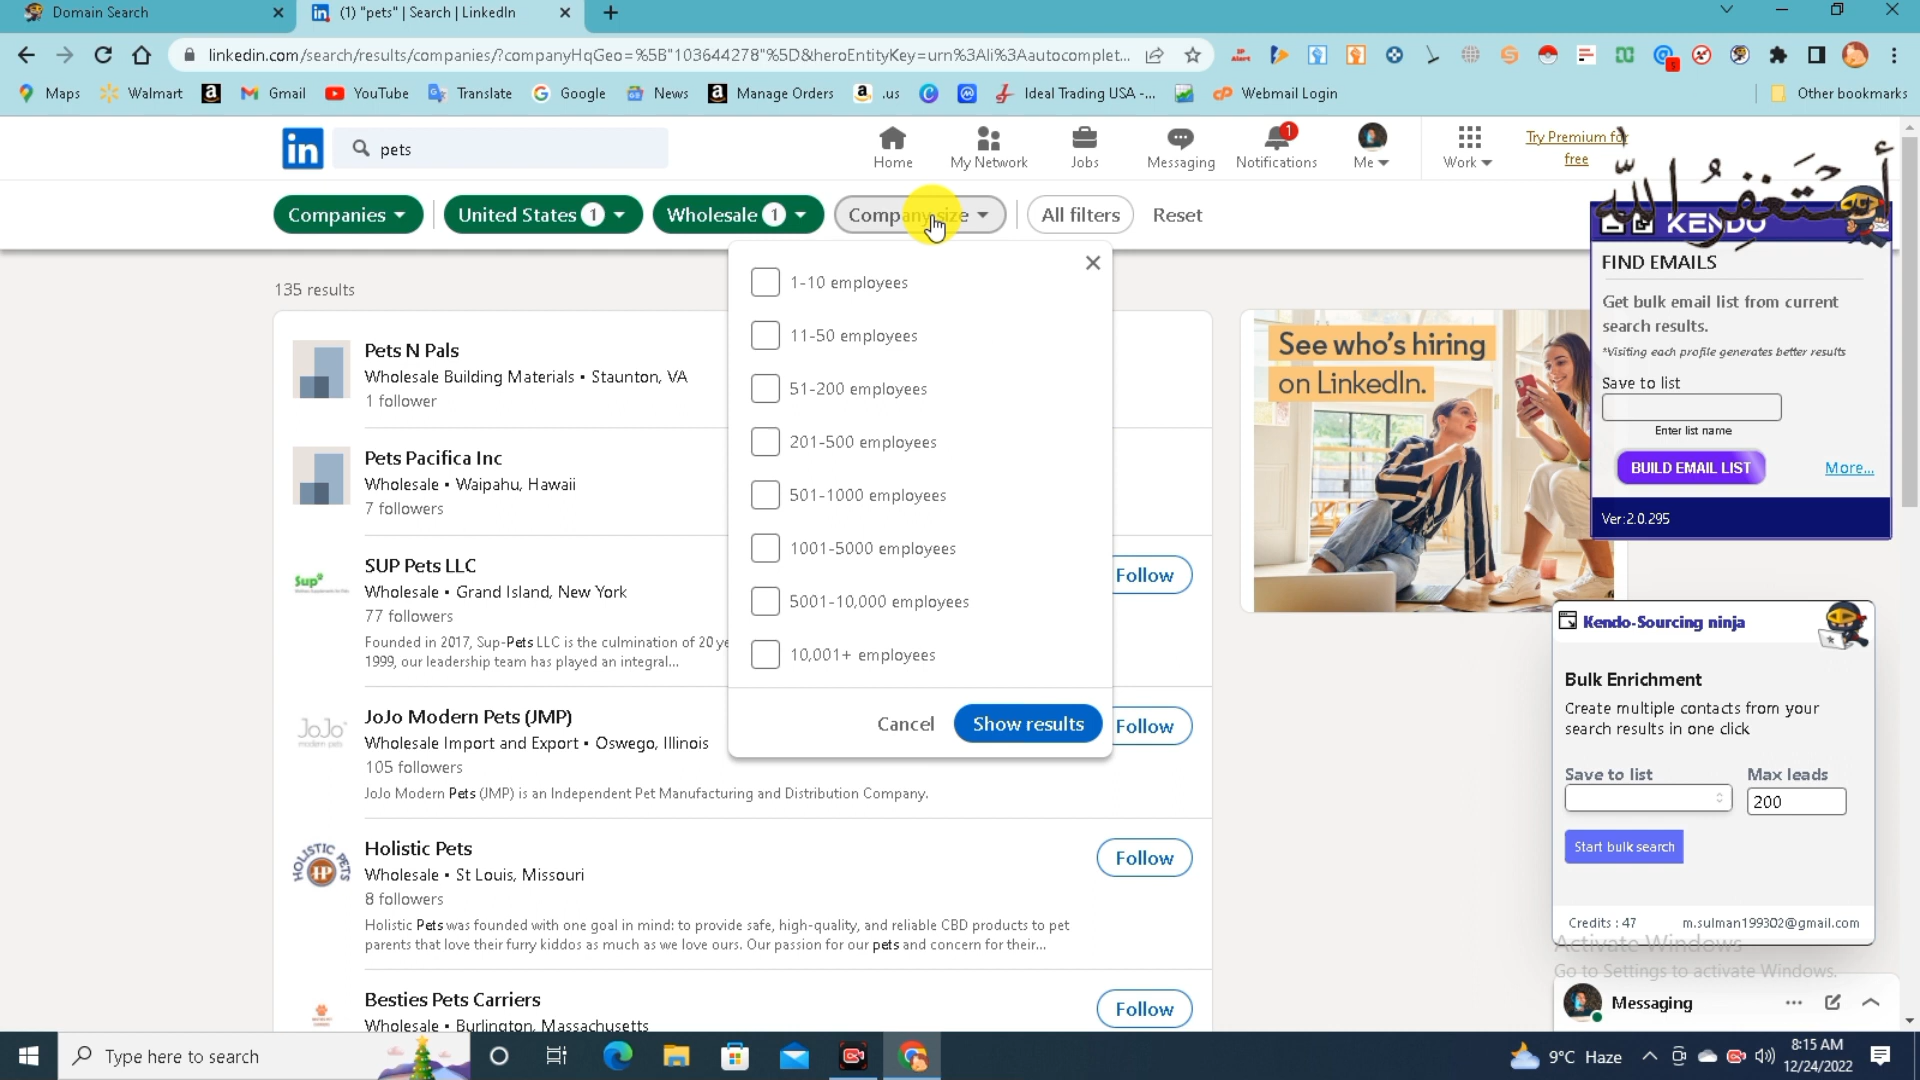 Domain Search
(1) "pets" | Search | LinkedIn
linkedin.com/search/results/companies/?companyHqGeo=%5B"103644278"%5D&heroEntityKey=urn%3Ali%3Aautocomplet...
Maps
Walmart
Gmail
YouTube
Translate
Google
News
Manage Orders
.us
Ideal Trading USA -...
Webmail Login
Other bookmarks
in
pets
Home
My Network
Jobs
Messaging
1
Notifications
Me
Work
Try Premium for
free
أستغفر الله
Companies
United States 1
Wholesale 1
Company size
All filters
Reset
135 results
Pets N Pals
Wholesale Building Materials • Staunton, VA
1 follower
Pets Pacifica Inc
Wholesale • Waipahu, Hawaii
7 followers
SUP Pets LLC
Wholesale • Grand Island, New York
77 followers
Founded in 2017, Sup-Pets LLC is the culmination of 20 ye
1999, our leadership team has played an integral...
Follow
JoJo Modern Pets (JMP)
Wholesale Import and Export • Oswego, Illinois
105 followers
JoJo Modern Pets (JMP) is an Independent Pet Manufacturing and Distribution Company.
Follow
Holistic Pets
Wholesale • St Louis, Missouri
8 followers
Holistic Pets was founded with one goal in mind: to provide safe, high-quality, and reliable CBD products to pet
parents that love their furry kiddos as much as we love ours. Our passion for our pets and concern for their...
Follow
Besties Pets Carriers
Wholesale • Burlington, Massachusetts
Follow
1-10 employees
11-50 employees
51-200 employees
201-500 employees
501-1000 employees
1001-5000 employees
5001-10,000 employees
10,001+ employees
Cancel
Show results
See who's hiring
on LinkedIn.
KENDO
FIND EMAILS
Get bulk email list from current
search results.
*Visiting each profile generates better results
Save to list
Enter list name
BUILD EMAIL LIST
More...
Ver:2.0.295
Kendo-Sourcing ninja
Bulk Enrichment
Create multiple contacts from your
search results in one click
Save to list
Max leads
200
Start bulk search
Credits : 47
m.sulman199302@gmail.com
Activate Windows
Go to Settings to activate Windows.
Messaging
Type here to search
9°C Haze
8:15 AM
12/24/2022